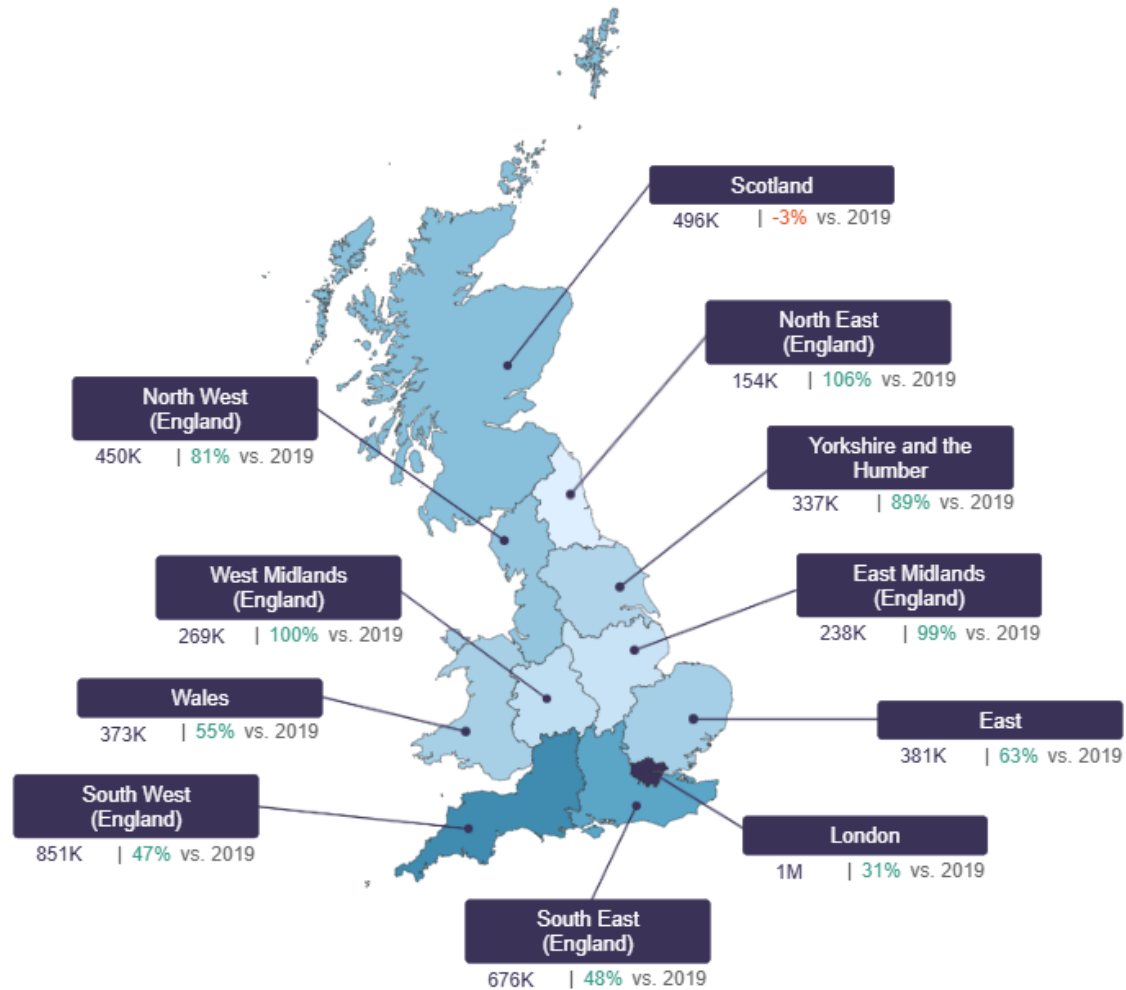 Scotland
496K | -3% vs. 2019
North East
(England)
154K | 106% vs. 2019
North West
(England)
450K | 81% vs. 2019
Yorkshire and the
Humber
337K | 89% vs. 2019
West Midlands
(England)
269K | 100% vs. 2019
East Midlands
(England)
238K | 99% vs. 2019
Wales
373K | 55% vs. 2019
East
381K | 63% vs. 2019
South West
(England)
851K | 47% vs. 2019
London
1M | 31% vs. 2019
South East
(England)
676K | 48% vs. 2019